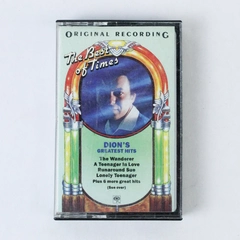 ORIGINAL RECORDING
The Best
of Times
DION'S
GREATEST HITS
The Wanderer
A Teenager In Love
Runaround Sue
Lonely Teenager
Plus 6 more great hits
(See over)